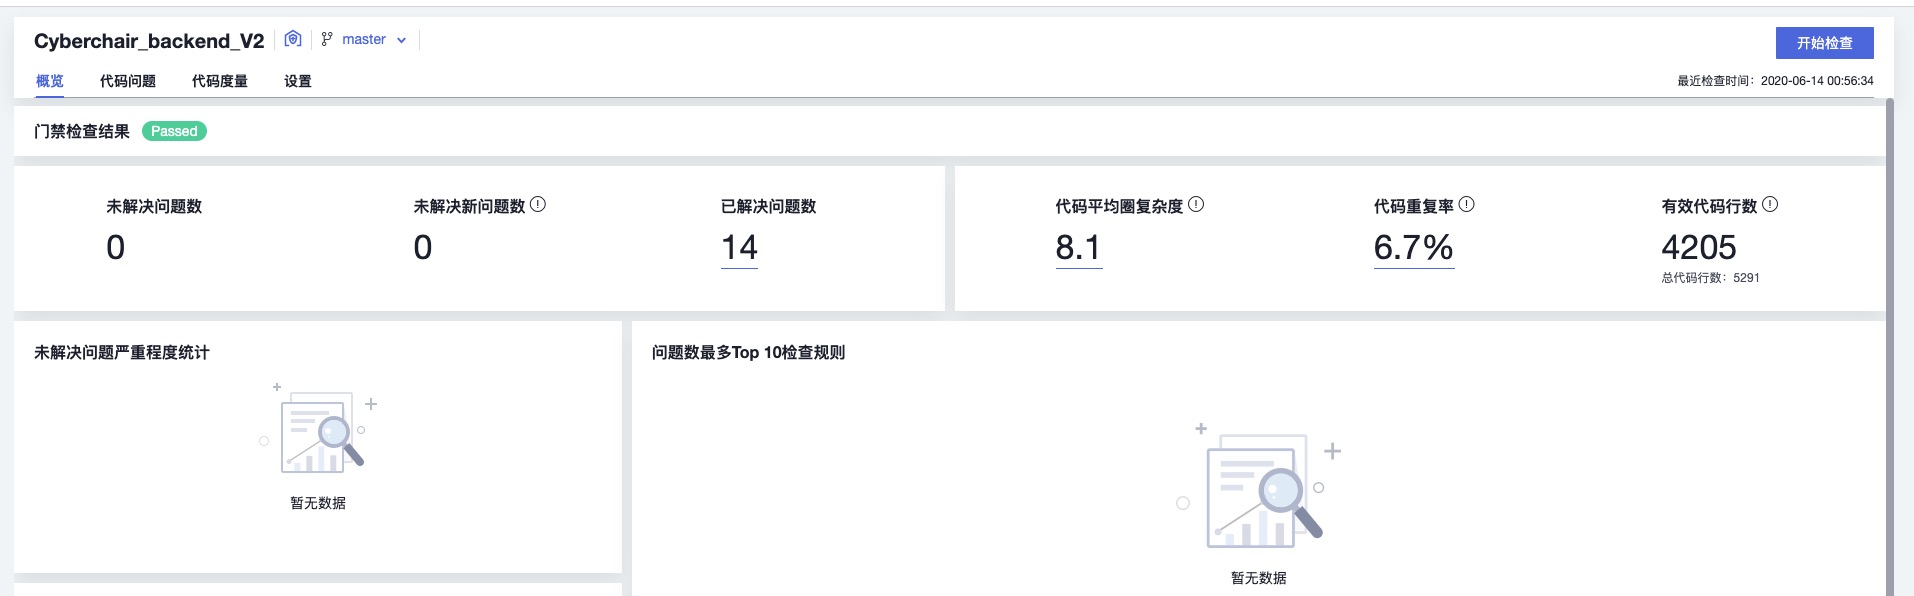 Cyberchair_backend_V2
master
开始检查
概览
代码问题
代码度量
设置
最近检查时间：2020-06-14 00:56:34
门禁检查结果 Passed
未解决问题数
0
未解决新问题数
0
已解决问题数
14
代码平均圈复杂度
8.1
代码重复率
6.7%
有效代码行数
4205
总代码行数：5291
未解决问题严重程度统计
暂无数据
问题数最多Top 10检查规则
暂无数据